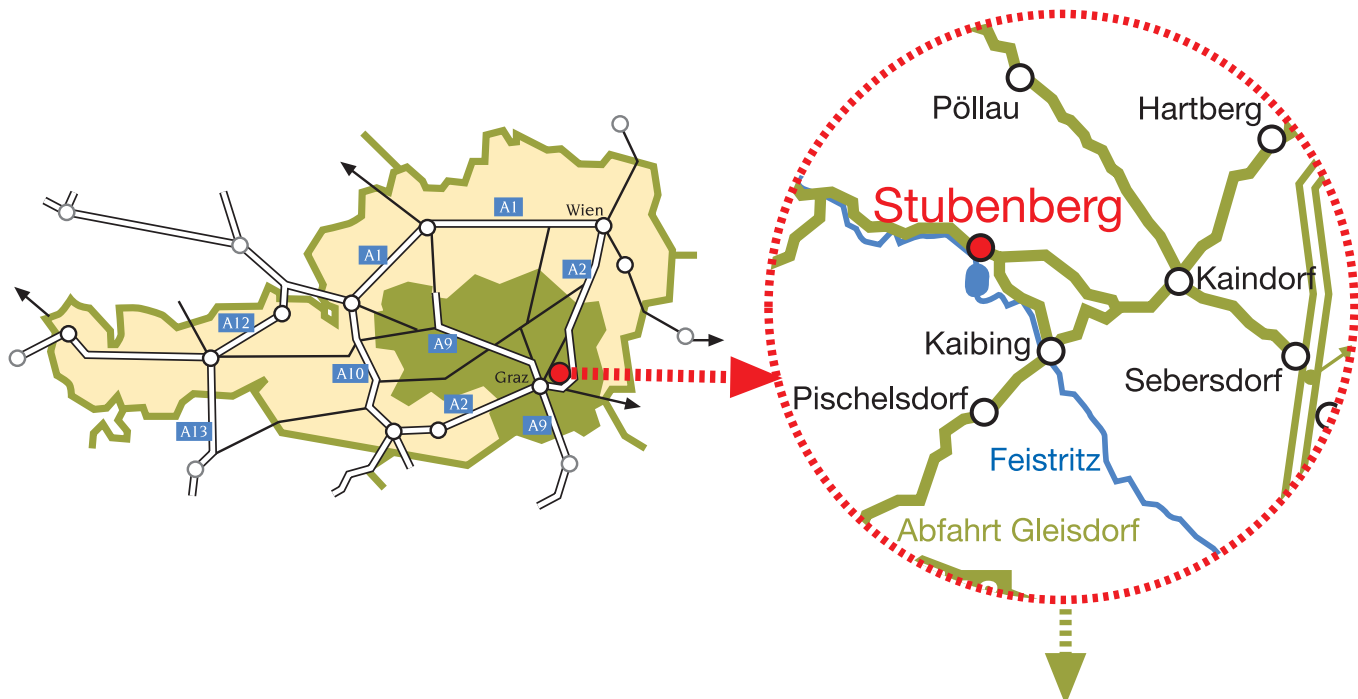 A1
Wien
A1
A2
A12
A9
A10
Graz
A2
A13
A9
Pöllau
Hartberg
Stubenberg
Kaindorf
Kaibing
Sebersdorf
Pischelsdorf
Feistritz
Abfahrt Gleisdorf